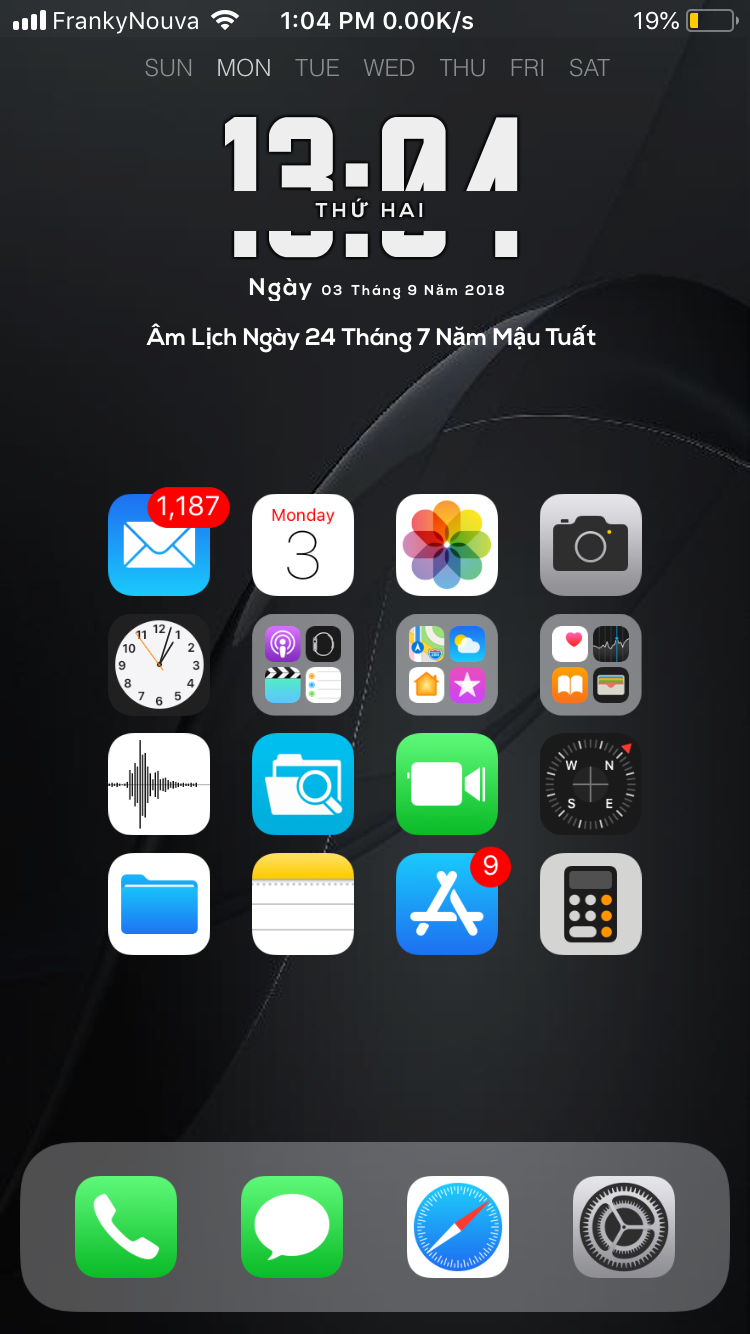 FrankyNouva 1:04 PM 0.00K/s 19%
SUN MON TUE WED THU FRI SAT
13:04
THỨ HAI
Ngày 03 Tháng 9 Năm 2018
Âm Lịch Ngày 24 Tháng 7 Năm Mậu Tuất
1,187
Monday
3
12
11 1
10 2
9 3
8 4
7 5
6
W N
S E
9